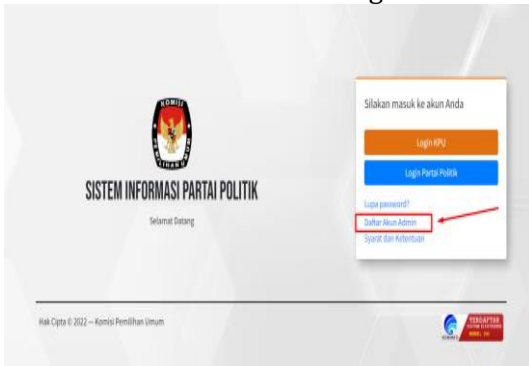 Silakan masuk ke akun Anda
Login KPU
Login Partai Politik
Lupa password?
Daftar Akun Admin
Syarat dan Ketentuan
KOMISI
PEMILIHAN UMUM
SISTEM INFORMASI PARTAI POLITIK
Selamat Datang
Hak Cipta © 2022 — Komisi Pemilihan Umum
KOMINFO
TERDAFTAR